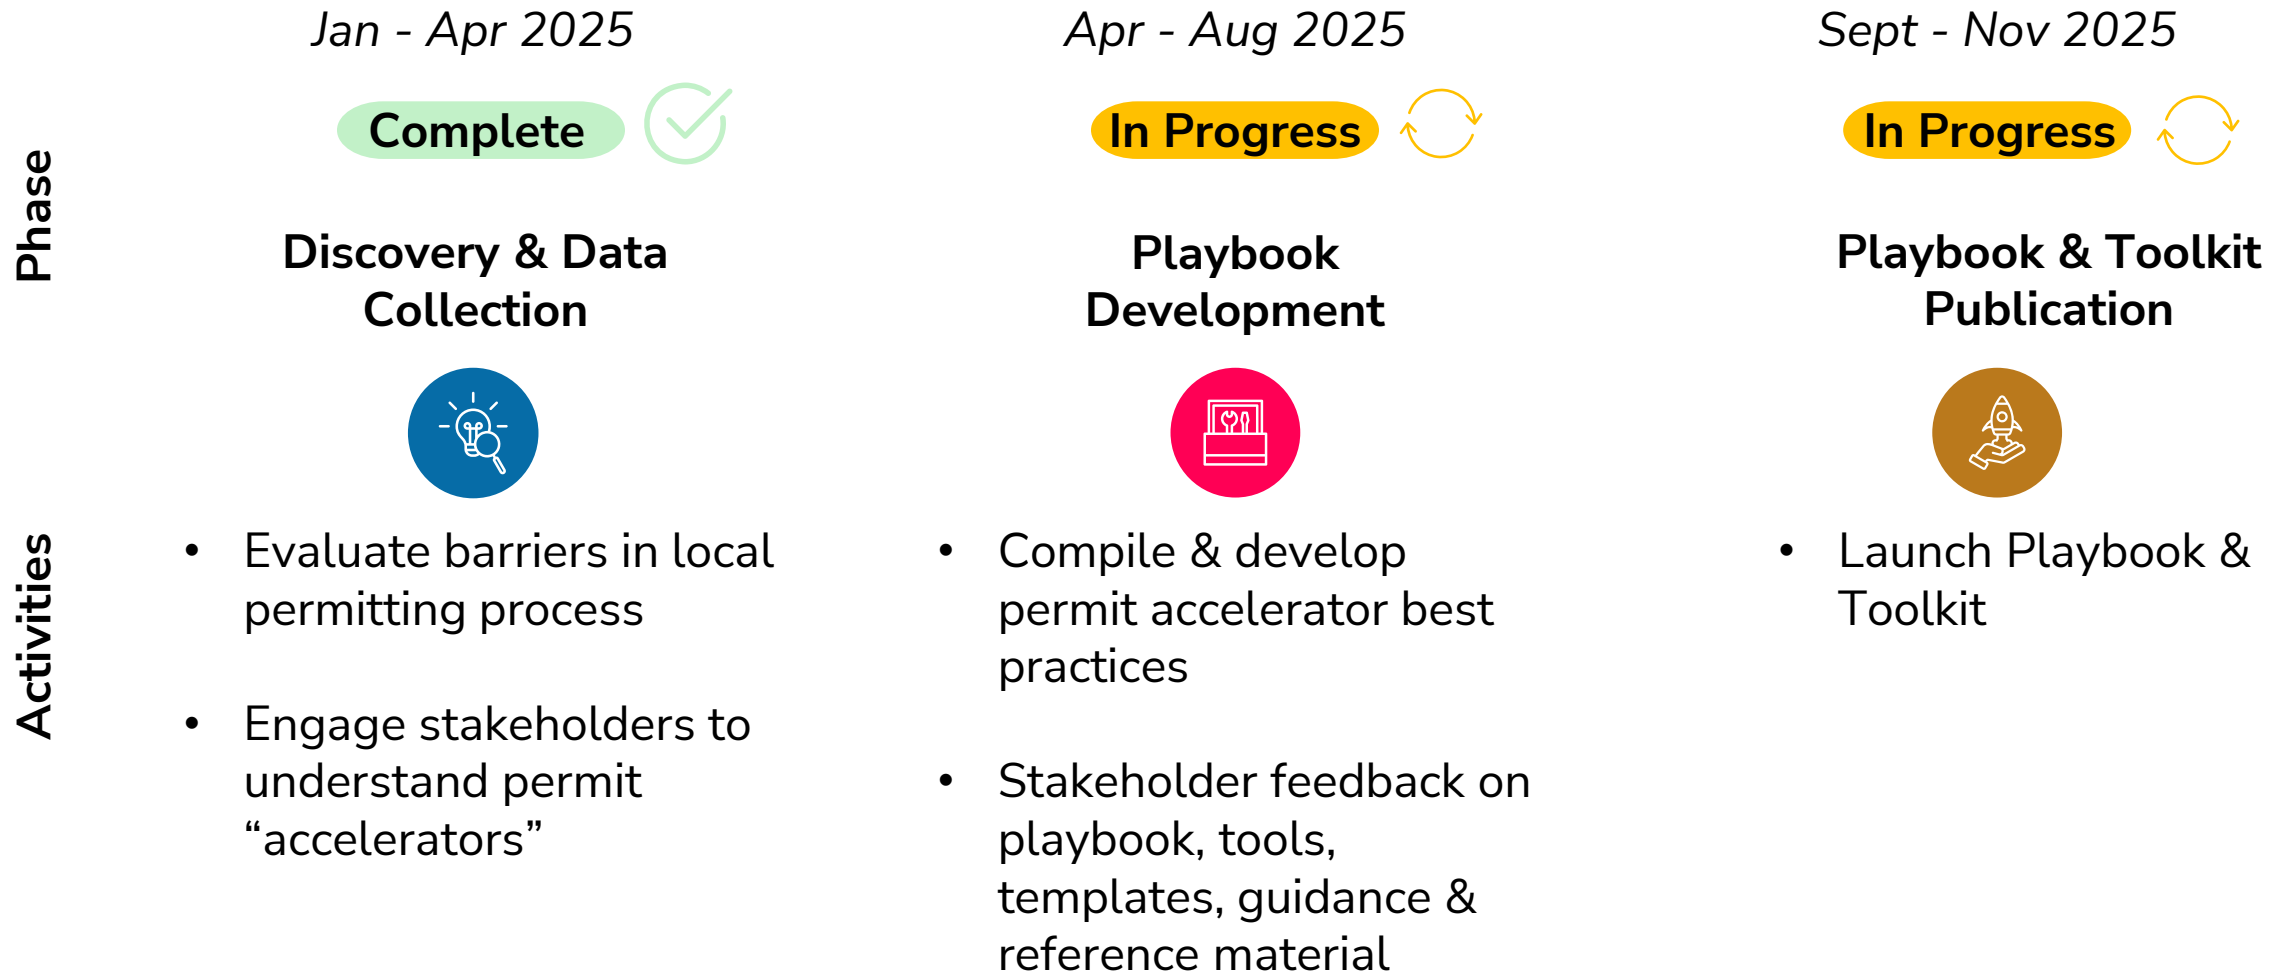 Jan - Apr 2025
Apr - Aug 2025
Sept - Nov 2025
Complete
In Progress
In Progress
Phase
Discovery & Data
Collection
Playbook
Development
Playbook & Toolkit
Publication
Activities
• Evaluate barriers in local
permitting process
• Engage stakeholders to
understand permit
“accelerators”
• Compile & develop
permit accelerator best
practices
• Stakeholder feedback on
playbook, tools,
templates, guidance &
reference material
• Launch Playbook &
Toolkit